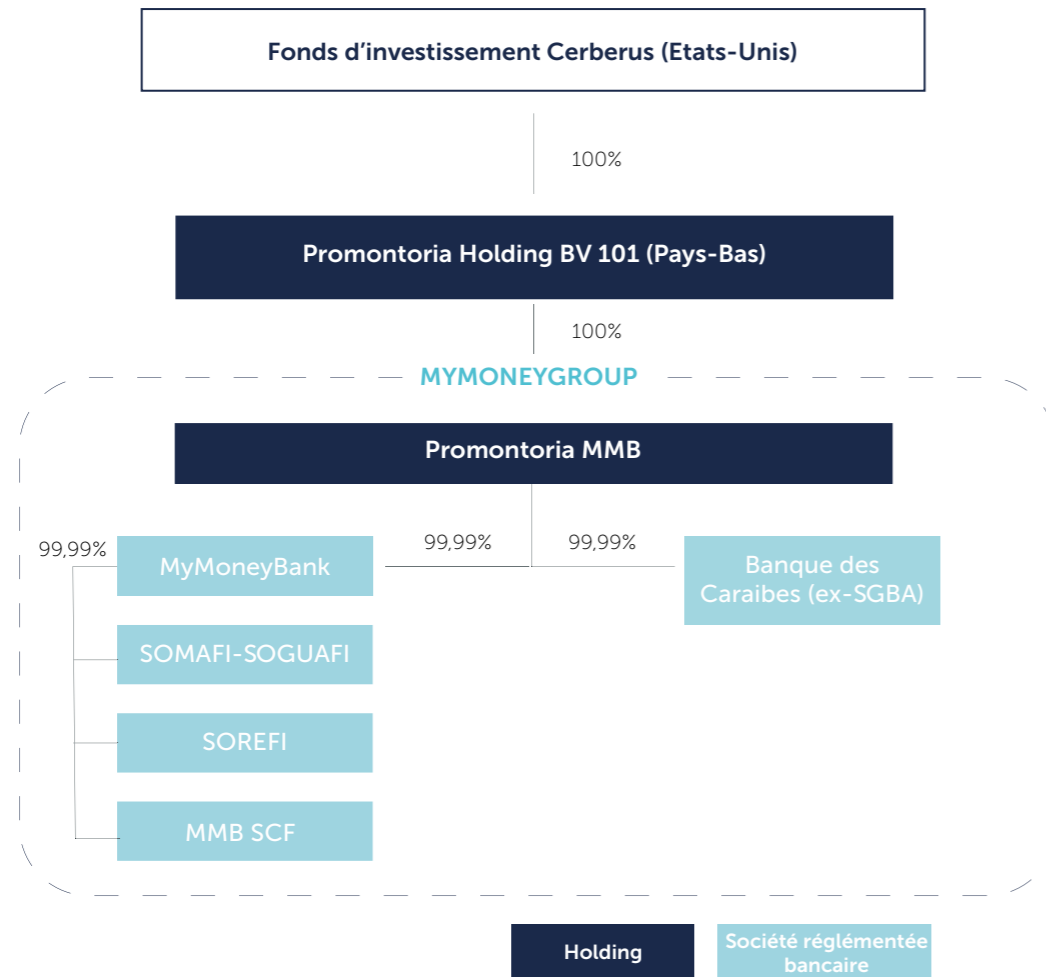 Fonds d’investissement Cerberus (Etats-Unis)
100%
Promontoria Holding BV 101 (Pays-Bas)
100%
MYMONEYGROUP
Promontoria MMB
99,99%
MyMoneyBank
99,99%
99,99%
Banque des
Caraibes (ex-SGBA)
SOMAFI-SOGUAFI
SOREFI
MMB SCF
Holding
Société réglémentée
bancaire